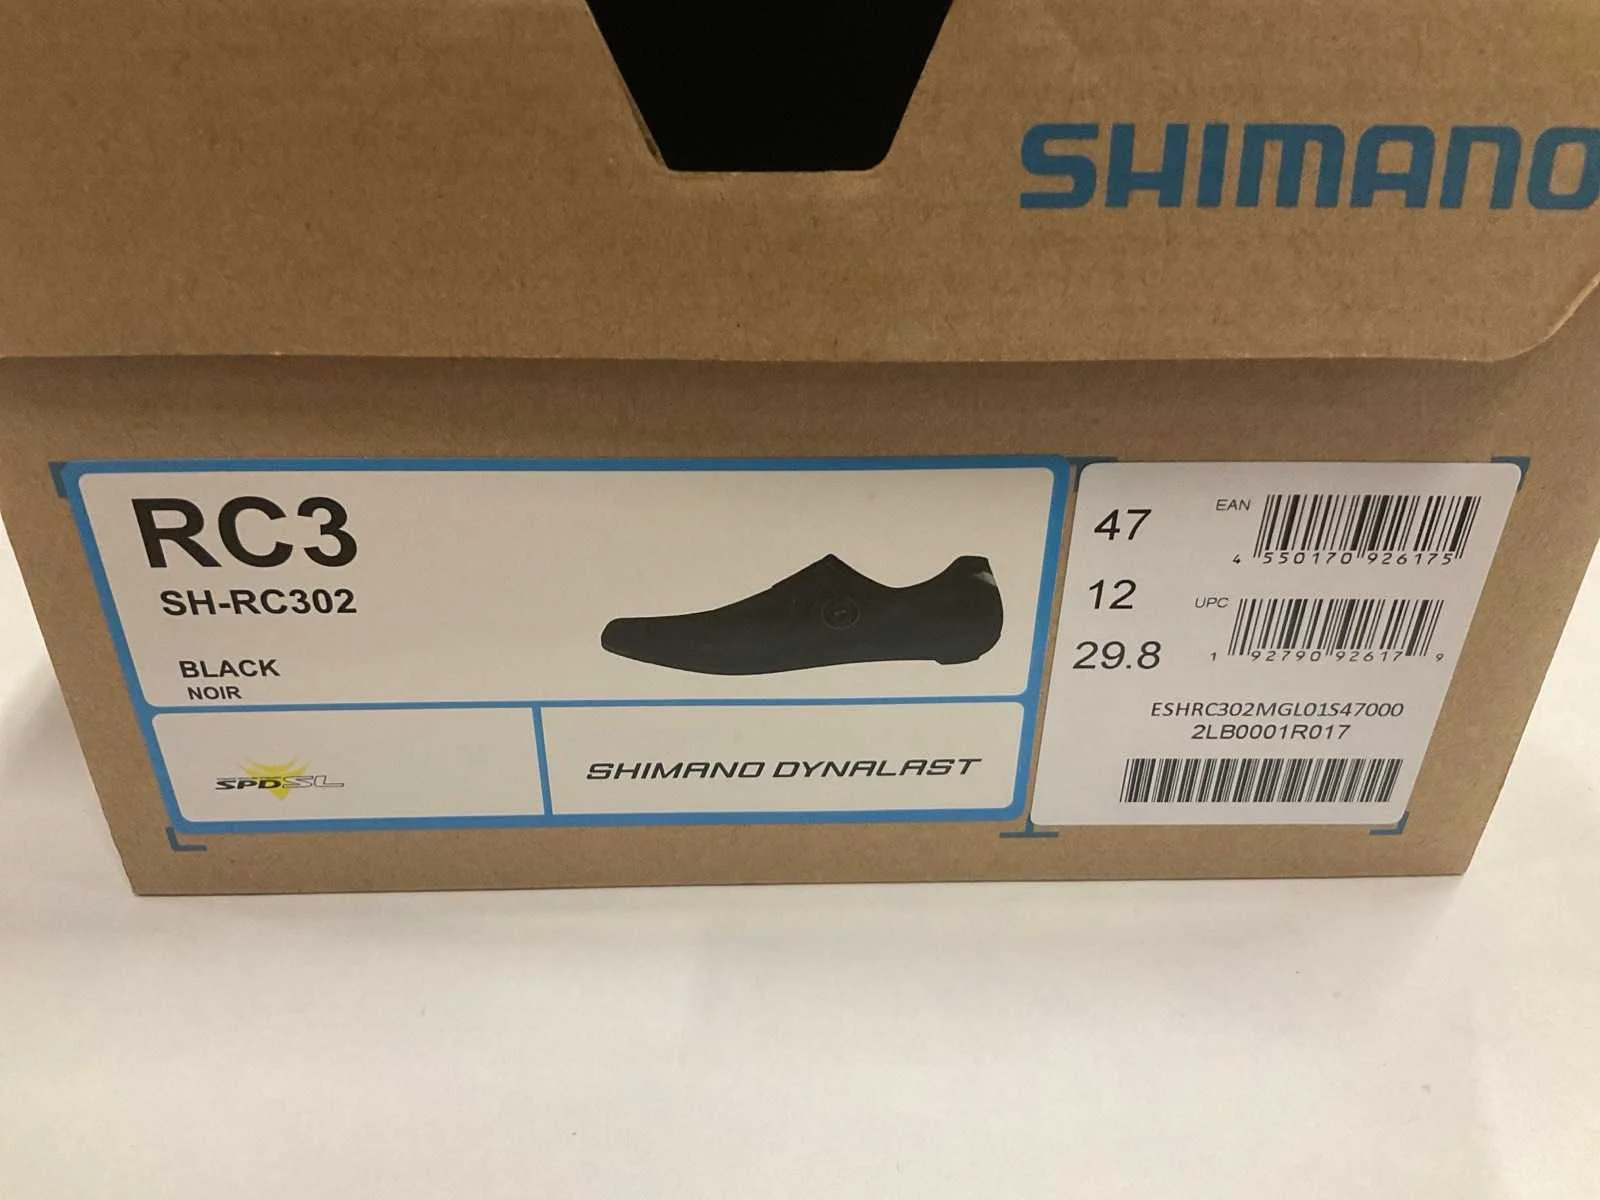 SHIMANO
RC3
SH-RC302
BLACK
NOIR
SPD-SL
SHIMANO DYNALAST
47
12
29.8
EAN
4 550170 926175
UPC
1 92790 92617 9
ESHRC302MGL01S47000
2LB0001R017